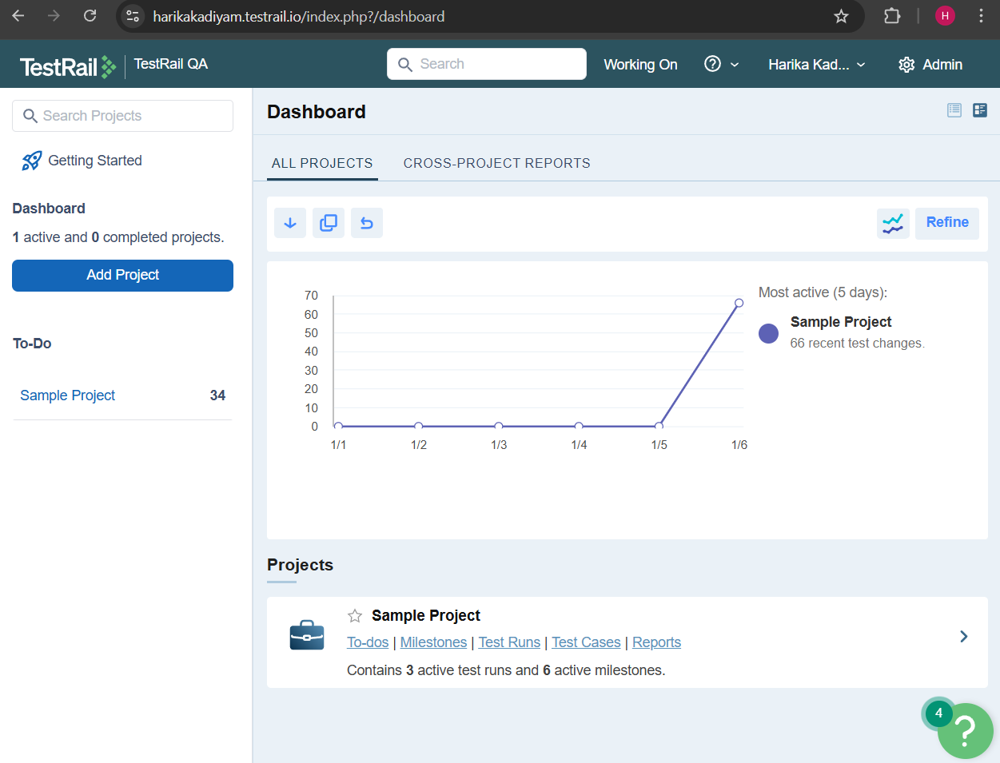 harikakadiyam.testrail.io/index.php?/dashboard
H
TestRail
TestRail QA
Search
Working On
Harika Kad...
Admin
Search Projects
Getting Started
Dashboard
1 active and 0 completed projects.
Add Project
To-Do
Sample Project 34
Dashboard
ALL PROJECTS
CROSS-PROJECT REPORTS
Refine
70
60
50
40
30
20
10
0
1/1 1/2 1/3 1/4 1/5 1/6
Most active (5 days):
Sample Project
66 recent test changes.
Projects
Sample Project
To-dos | Milestones | Test Runs | Test Cases | Reports
Contains 3 active test runs and 6 active milestones.
4
?